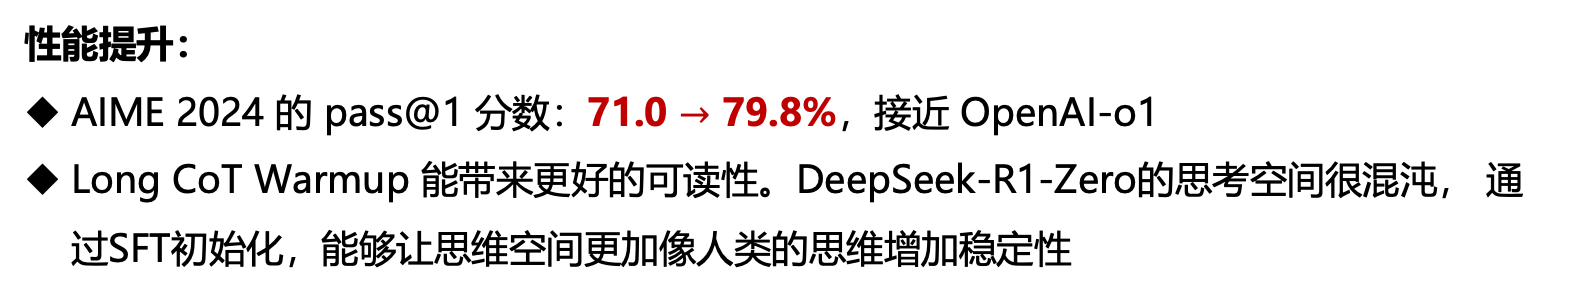 性能提升：
◆ AIME 2024 的 pass@1 分数：71.0 → 79.8%，接近 OpenAI-o1
◆ Long CoT Warmup 能带来更好的可读性。DeepSeek-R1-Zero的思考空间很混沌， 通
过SFT初始化，能够让思维空间更加像人类的思维增加稳定性